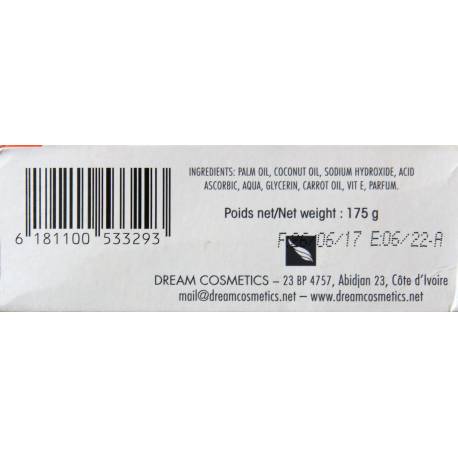 INGREDIENTS: PALM OIL, COCONUT OIL, SODIUM HYDROXIDE, ACID
ASCORBIC, AQUA, GLYCERIN, CARROT OIL, VIT E, PARFUM.
Poids net/Net weight : 175 g
6 181100 533293
/06/17 E:06/22-A
DREAM COSMETICS – 23 BP 4757, Abidjan 23, Côte d'Ivoire
mail@dreamcosmetics.net – www.dreamcosmetics.net